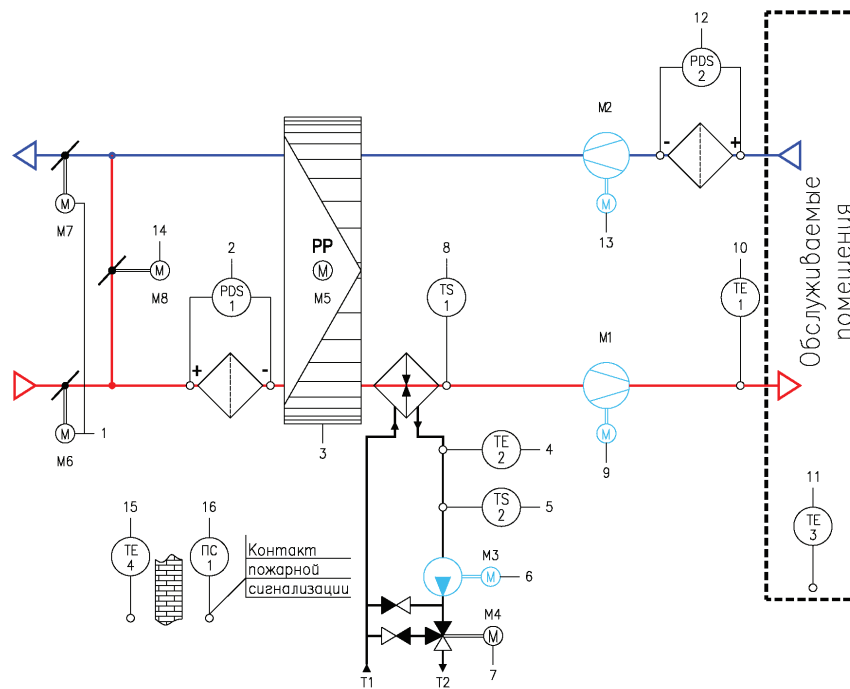 12
PDS
2
M2
-
+
M
13
M
M7
14
M
M8
2
PDS
1
+
-
PP
M
M5
3
8
TS
1
10
TE
1
M1
M
9
Обслуживаемые
помещения
M
M6
1
TE
2
4
TS
2
5
11
TE
3
15
TE
4
16
ПС
1
Контакт
пожарной
сигнализации
M3
M
6
M4
M
7
T1
T2